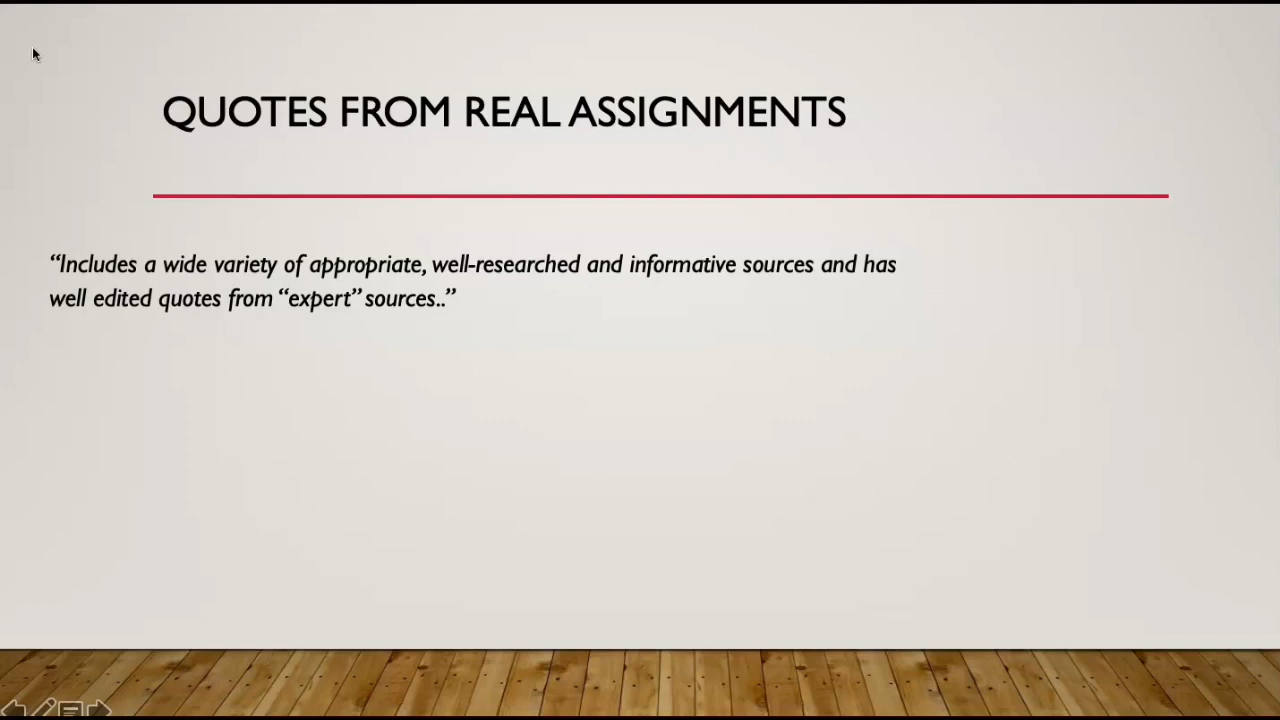 QUOTES FROM REAL ASSIGNMENTS
“Includes a wide variety of appropriate, well-researched and informative sources and has
well edited quotes from “expert” sources..”